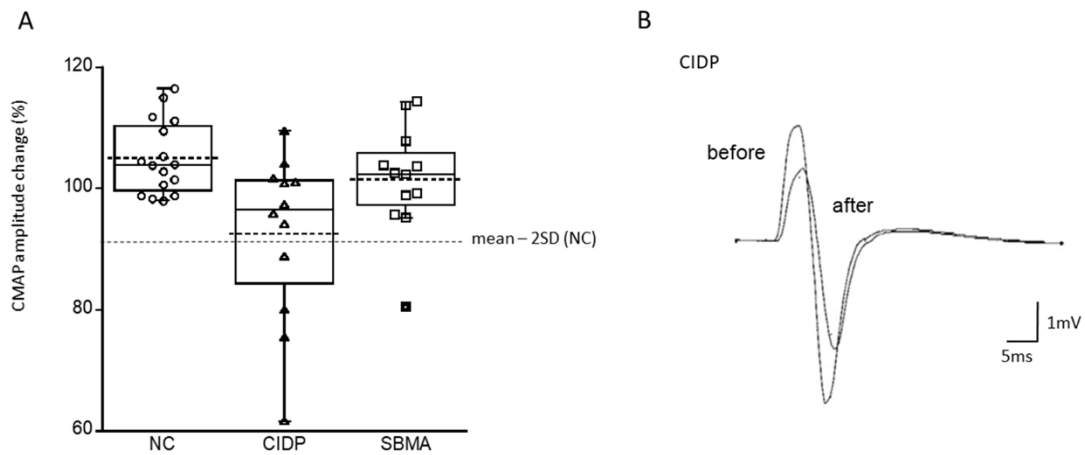 A
CMAP amplitude change (%)
120
100
80
60
NC
CIDP
SBMA
mean – 2SD (NC)
B
CIDP
before
after
1mV
5ms